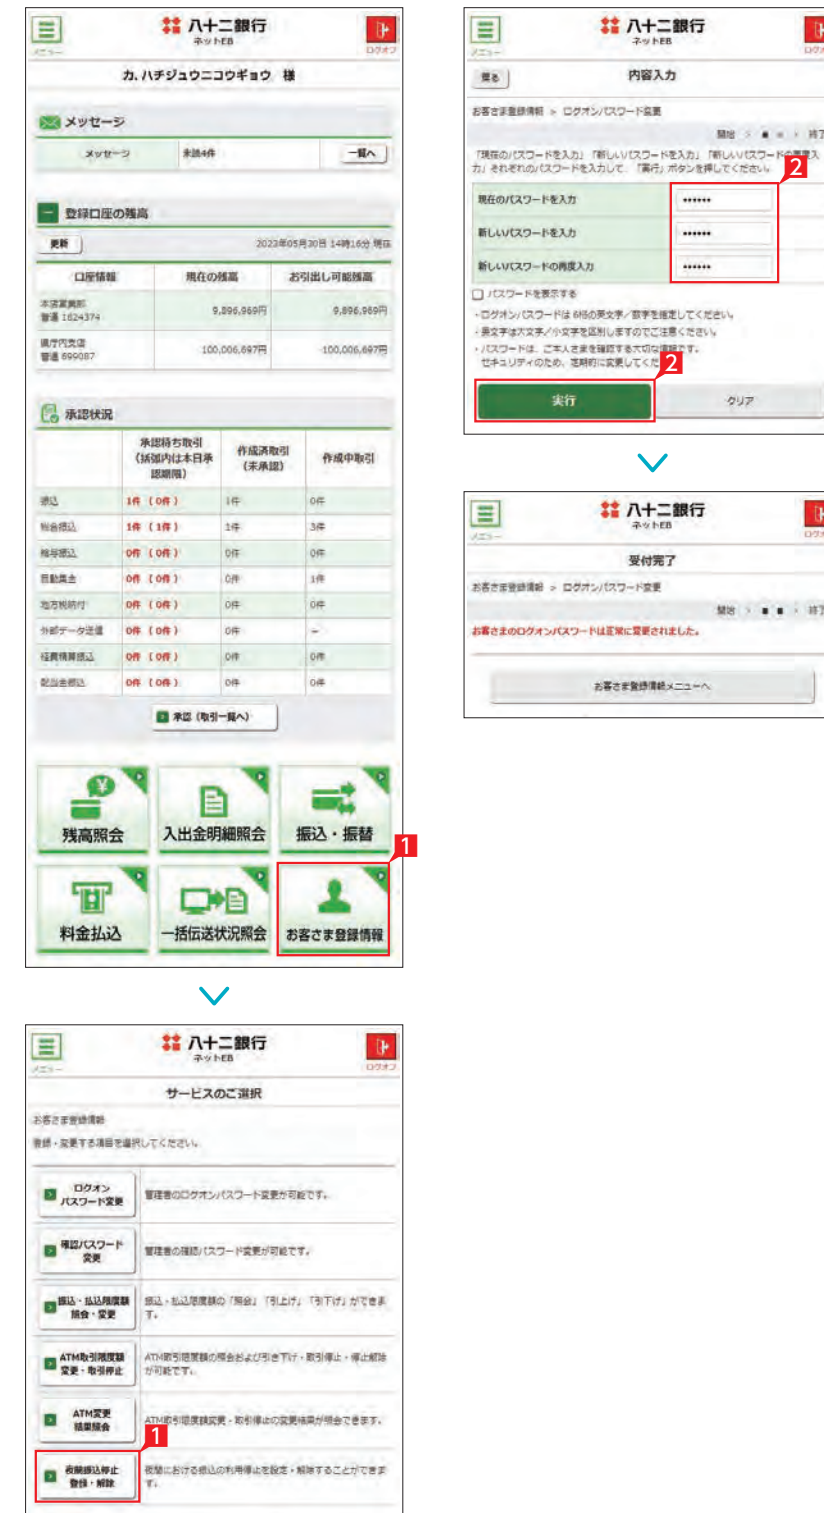 メニュー
八十二銀行
ネットEB
ログオフ
カ.ハチジュウニコウギョウ 様
メッセージ
メッセージ 未読4件 一覧へ
登録口座の残高
更新 2022年05月30日 14時16分 現在
口座情報 現在の残高 お引出し可能残高
本店営業部
普通 1624374 9,896,969円 9,896,969円
県庁内支店
普通 699087 100,006,697円 100,006,697円
承認状況
承認待ち取引
(括弧内は本日承
認期限)
作成済取引
(未承認)
作成中取引
振込 1件 ( 0件 ) 1件 0件
総合振込 1件 ( 1件 ) 1件 3件
給与振込 0件 ( 0件 ) 0件 0件
自動集金 0件 ( 0件 ) 0件 1件
地方税納付 0件 ( 0件 ) 0件 0件
外部データ送信 0件 ( 0件 ) 0件 -
経費精算振込 0件 ( 0件 ) 0件 0件
配当金振込 0件 ( 0件 ) 0件 0件
承認 (取引一覧へ)
残高照会 入出金明細照会 振込・振替
1
料金払込 一括伝送状況照会 お客さま登録情報
メニュー
八十二銀行
ネットEB
ログオフ
サービスのご選択
お客さま登録情報
登録・変更する項目を選択してください。
ログオン
パスワード変更
管理者のログオンパスワード変更が可能です。
確認パスワード
変更
管理者の確認パスワード変更が可能です。
振込・払込限度額
照会・変更
振込・払込限度額の「照会」「引上げ」「引下げ」ができま
す。
ATM取引限度額
変更・取引停止
ATM取引限度額の照会および引き下げ・取引停止・停止解除
が可能です。
ATM変更
結果照会
ATM取引限度額変更・取引停止の変更結果が照会できます。
1
夜間振込停止
登録・解除
夜間における振込の利用停止を設定・解除することができま
す。
メニュー
八十二銀行
ネットEB
戻る 内容入力
お客さま登録情報 > ログオンパスワード変更
開始 > ■ ■ > 終了
「現在のパスワードを入力」「新しいパスワードを入力」「新しいパスワードの再度入
力」それぞれのパスワードを入力して、「実行」ボタンを押してください。
2
現在のパスワードを入力 ••••••
新しいパスワードを入力 ••••••
新しいパスワードの再度入力 ••••••
パスワードを表示する
・ログオンパスワードは 6桁の英文字/数字を指定してください。
・英文字は大文字/小文字を区別しますのでご注意ください。
・パスワードは、ご本人さまを確認する大切な情報です。
セキュリティのため、定期的に変更してくだ
2
実行 クリア
メニュー
八十二銀行
ネットEB
受付完了
お客さま登録情報 > ログオンパスワード変更
開始 > ■ ■ > 終了
お客さまのログオンパスワードは正常に変更されました。
お客さま登録情報メニューへ